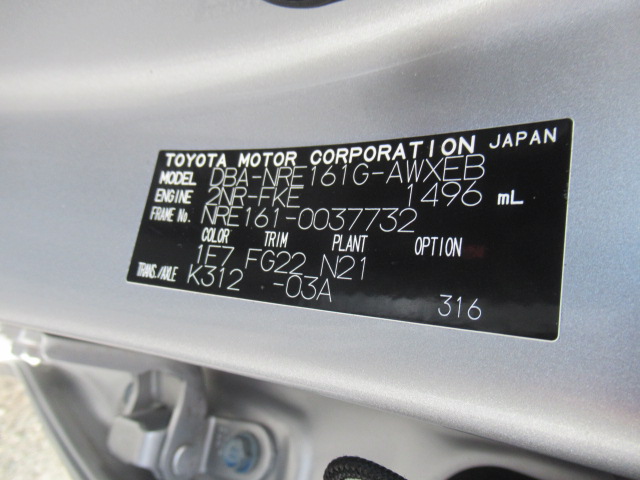 TOYOTA MOTOR CORPORATION JAPAN
MODEL DBA-NRE161G-AWXEB
ENGINE 2NR-FKE 1496 mL
FRAME No. NRE161-0037732
COLOR TRIM PLANT OPTION
1F7 FG22 N21
TRANS./AXLE K312 -03A
316